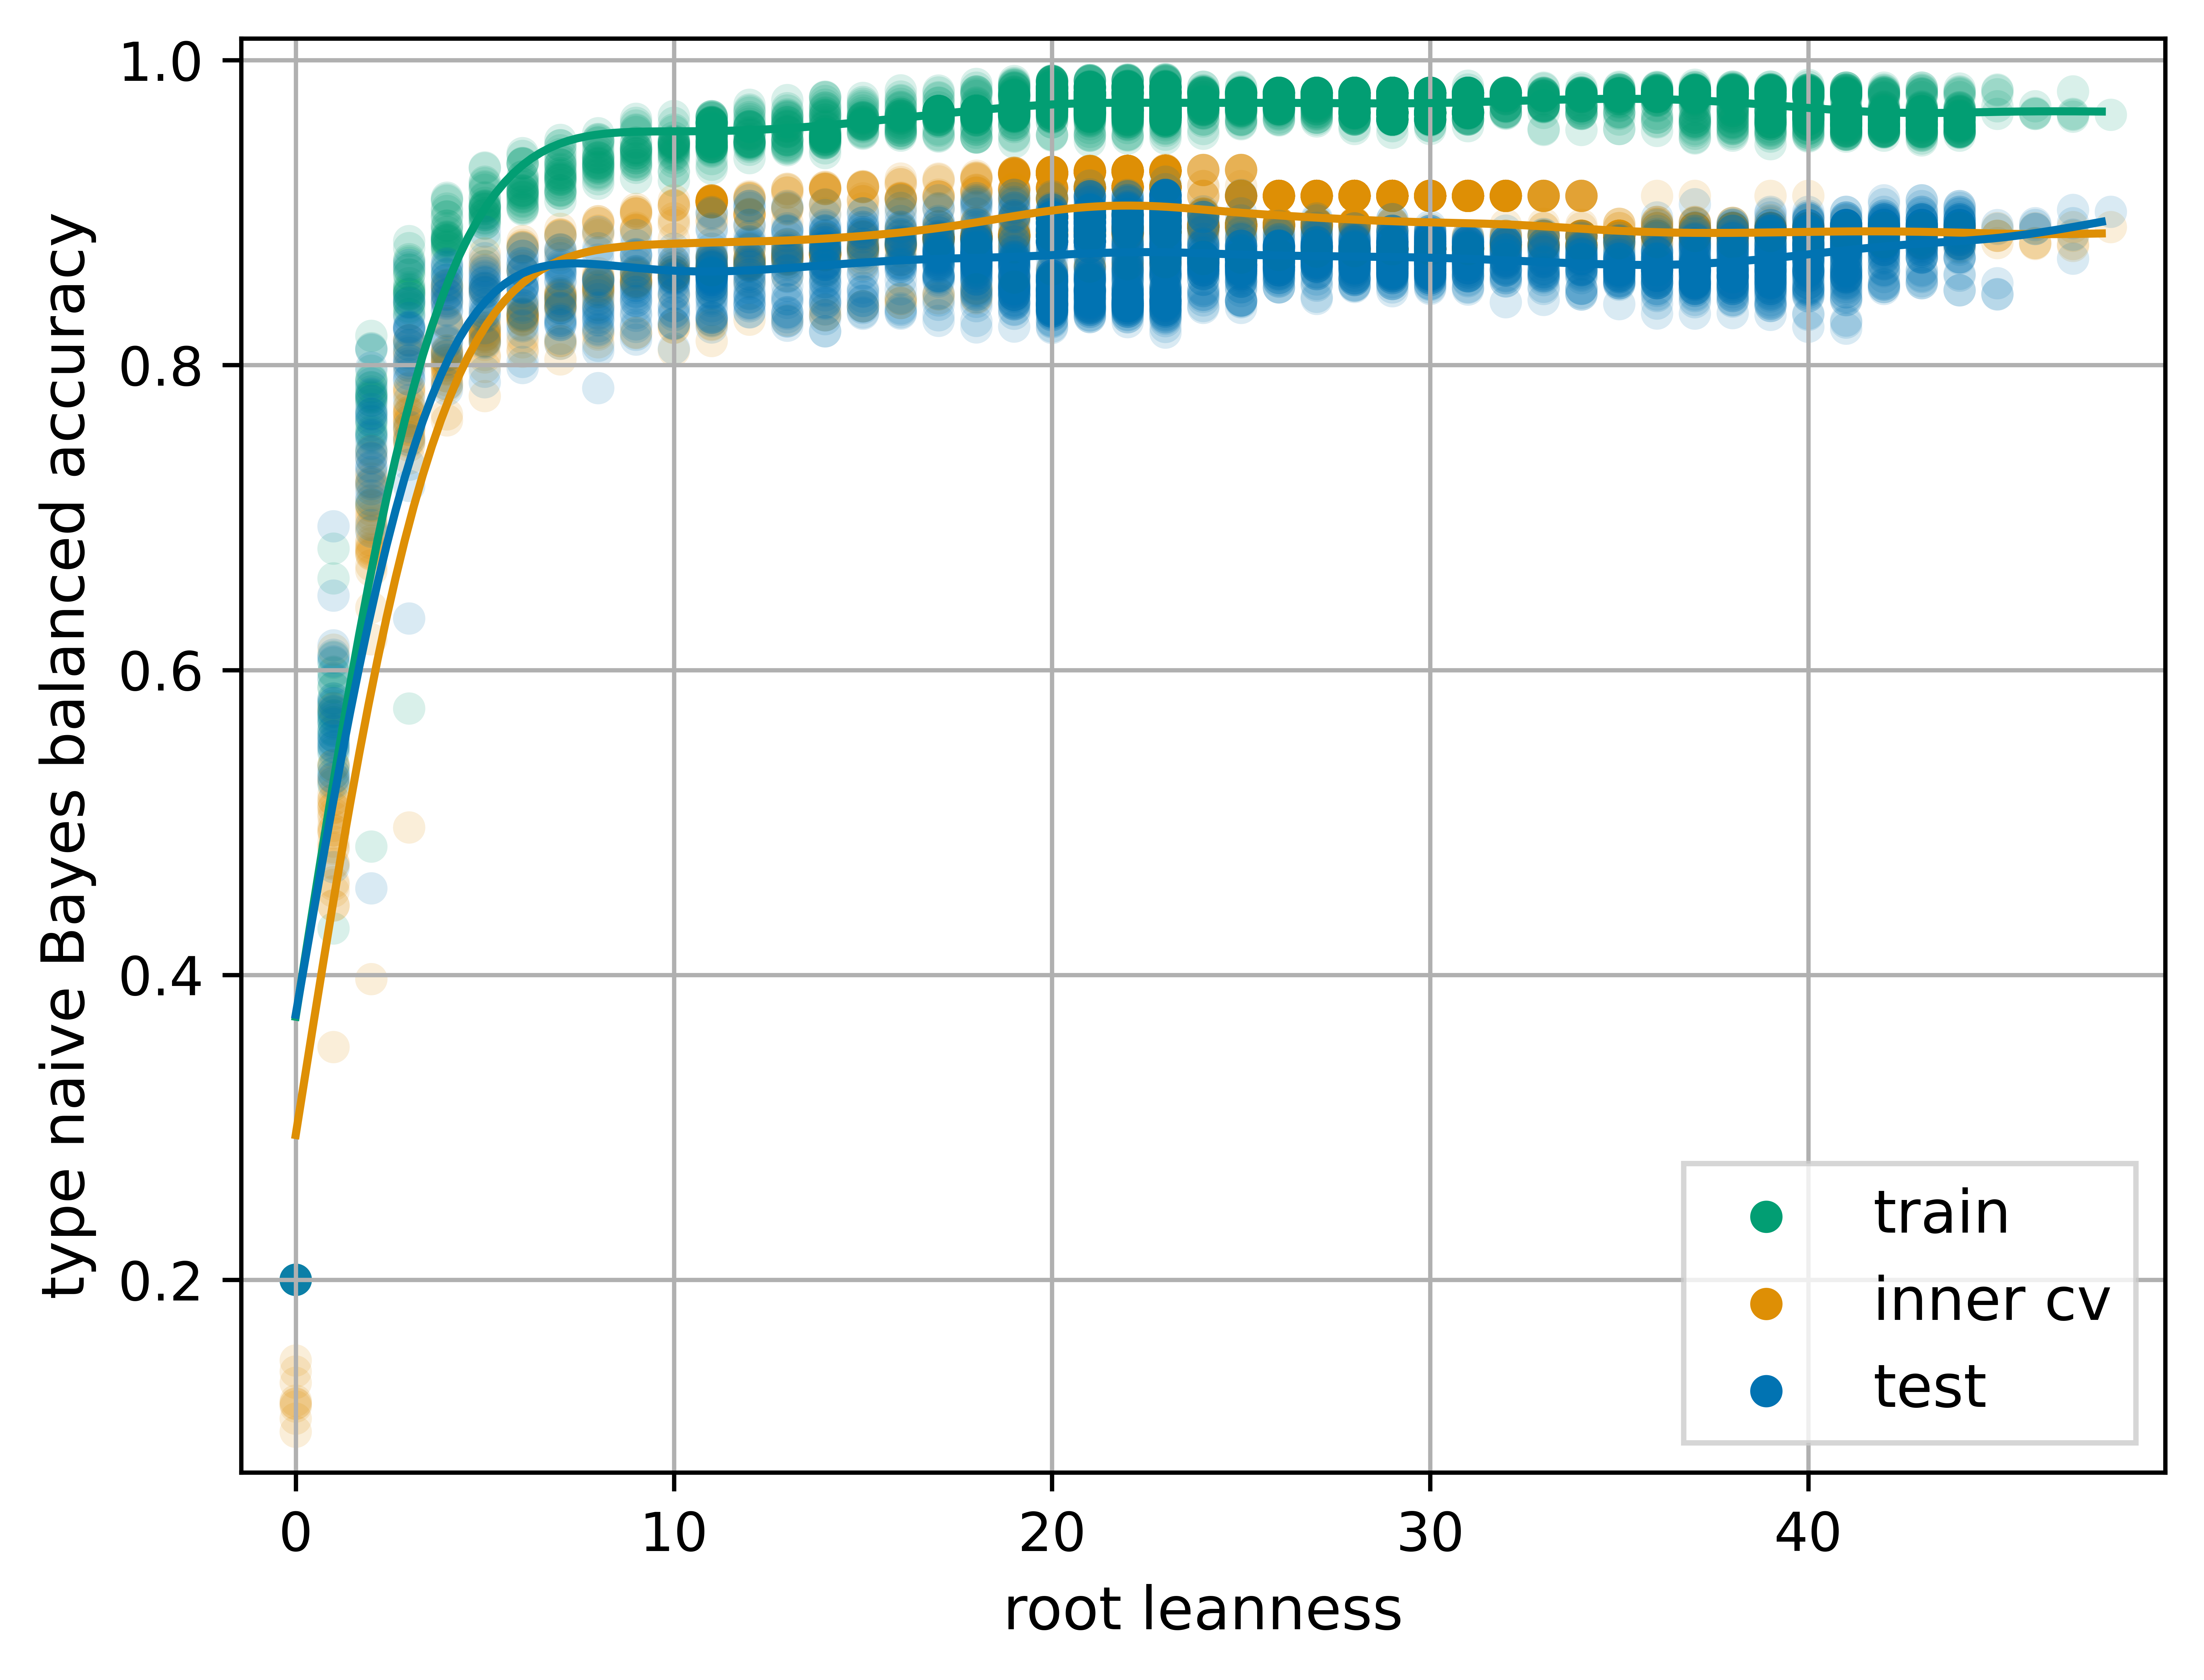 1.0
0.8
0.6
0.4
0.2
type naive Bayes balanced accuracy
0 10 20 30 40
root leanness
train
inner cv
test